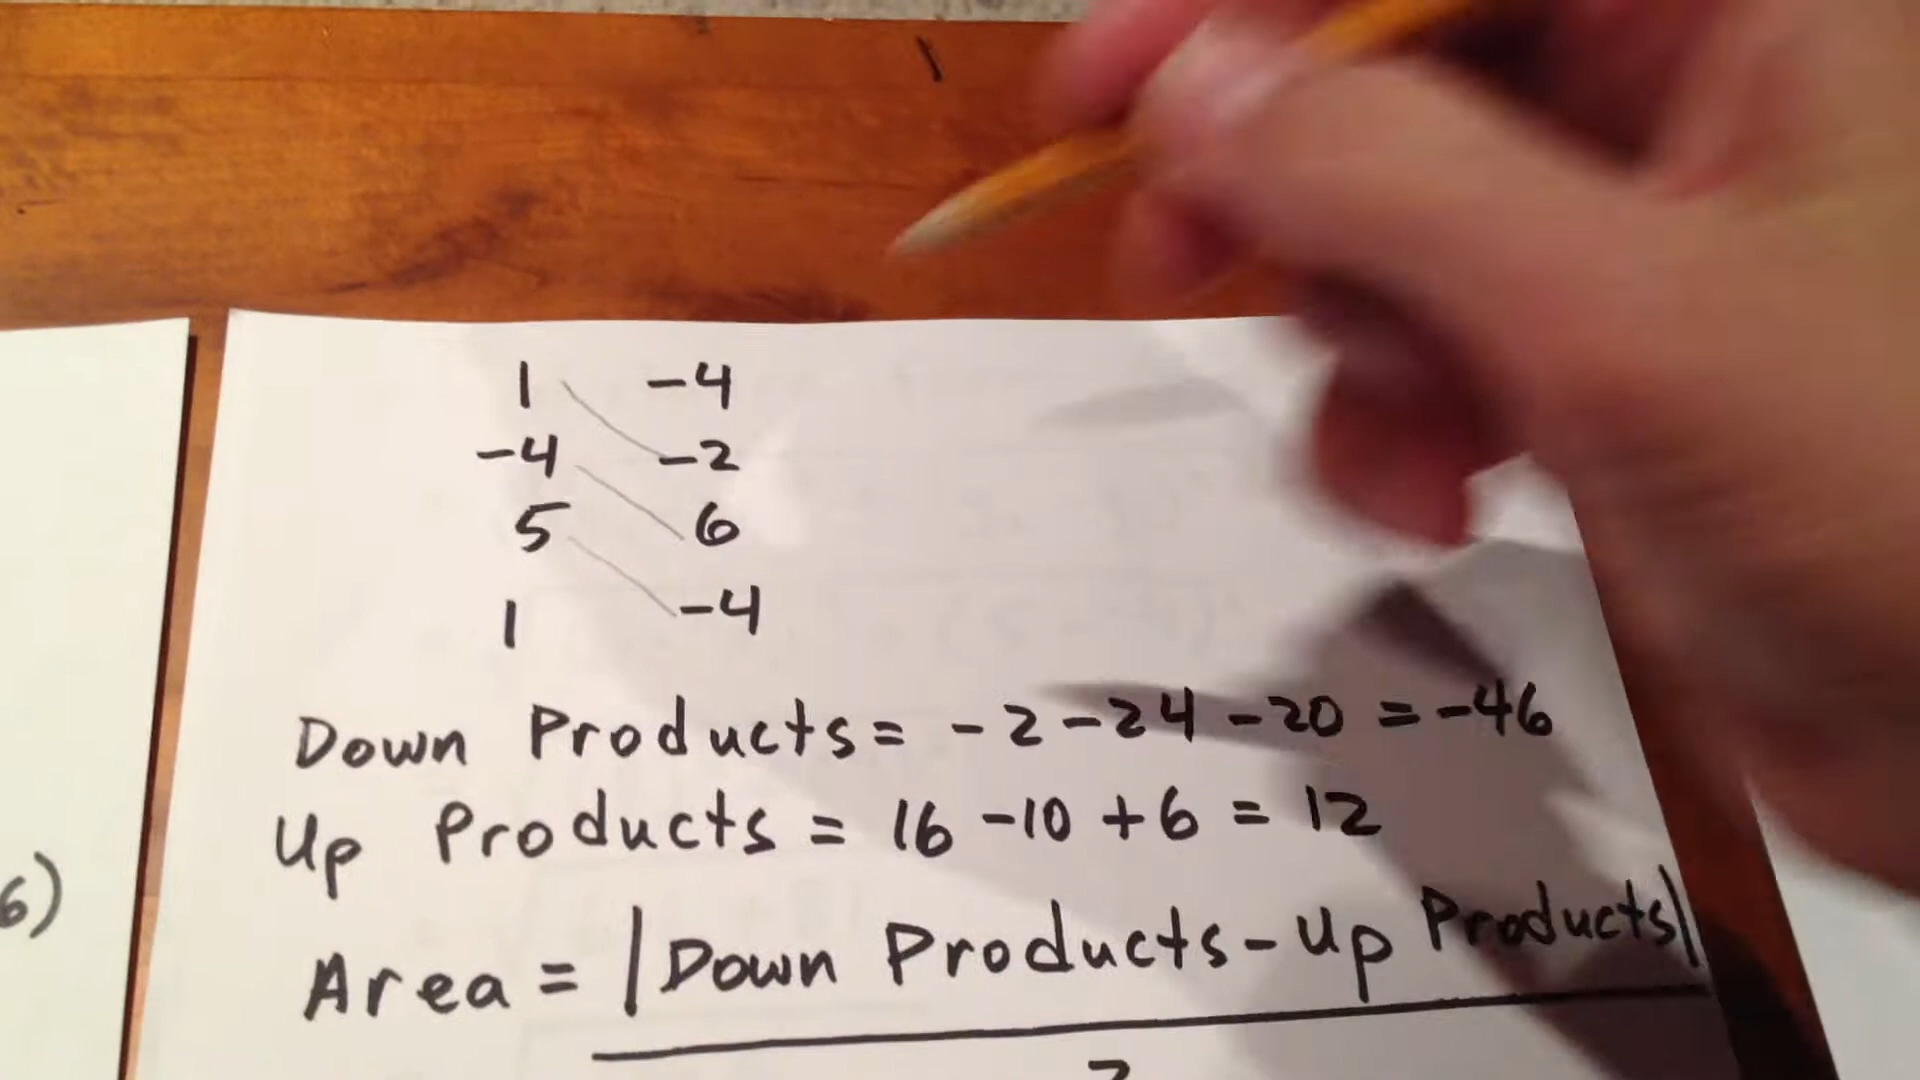 1 -4
-4 -2
5 6
1 -4
Down Products = -2 -24 -20 = -46
Up Products = 16 -10 +6 = 12
6)
Area = |Down Products - Up Products|